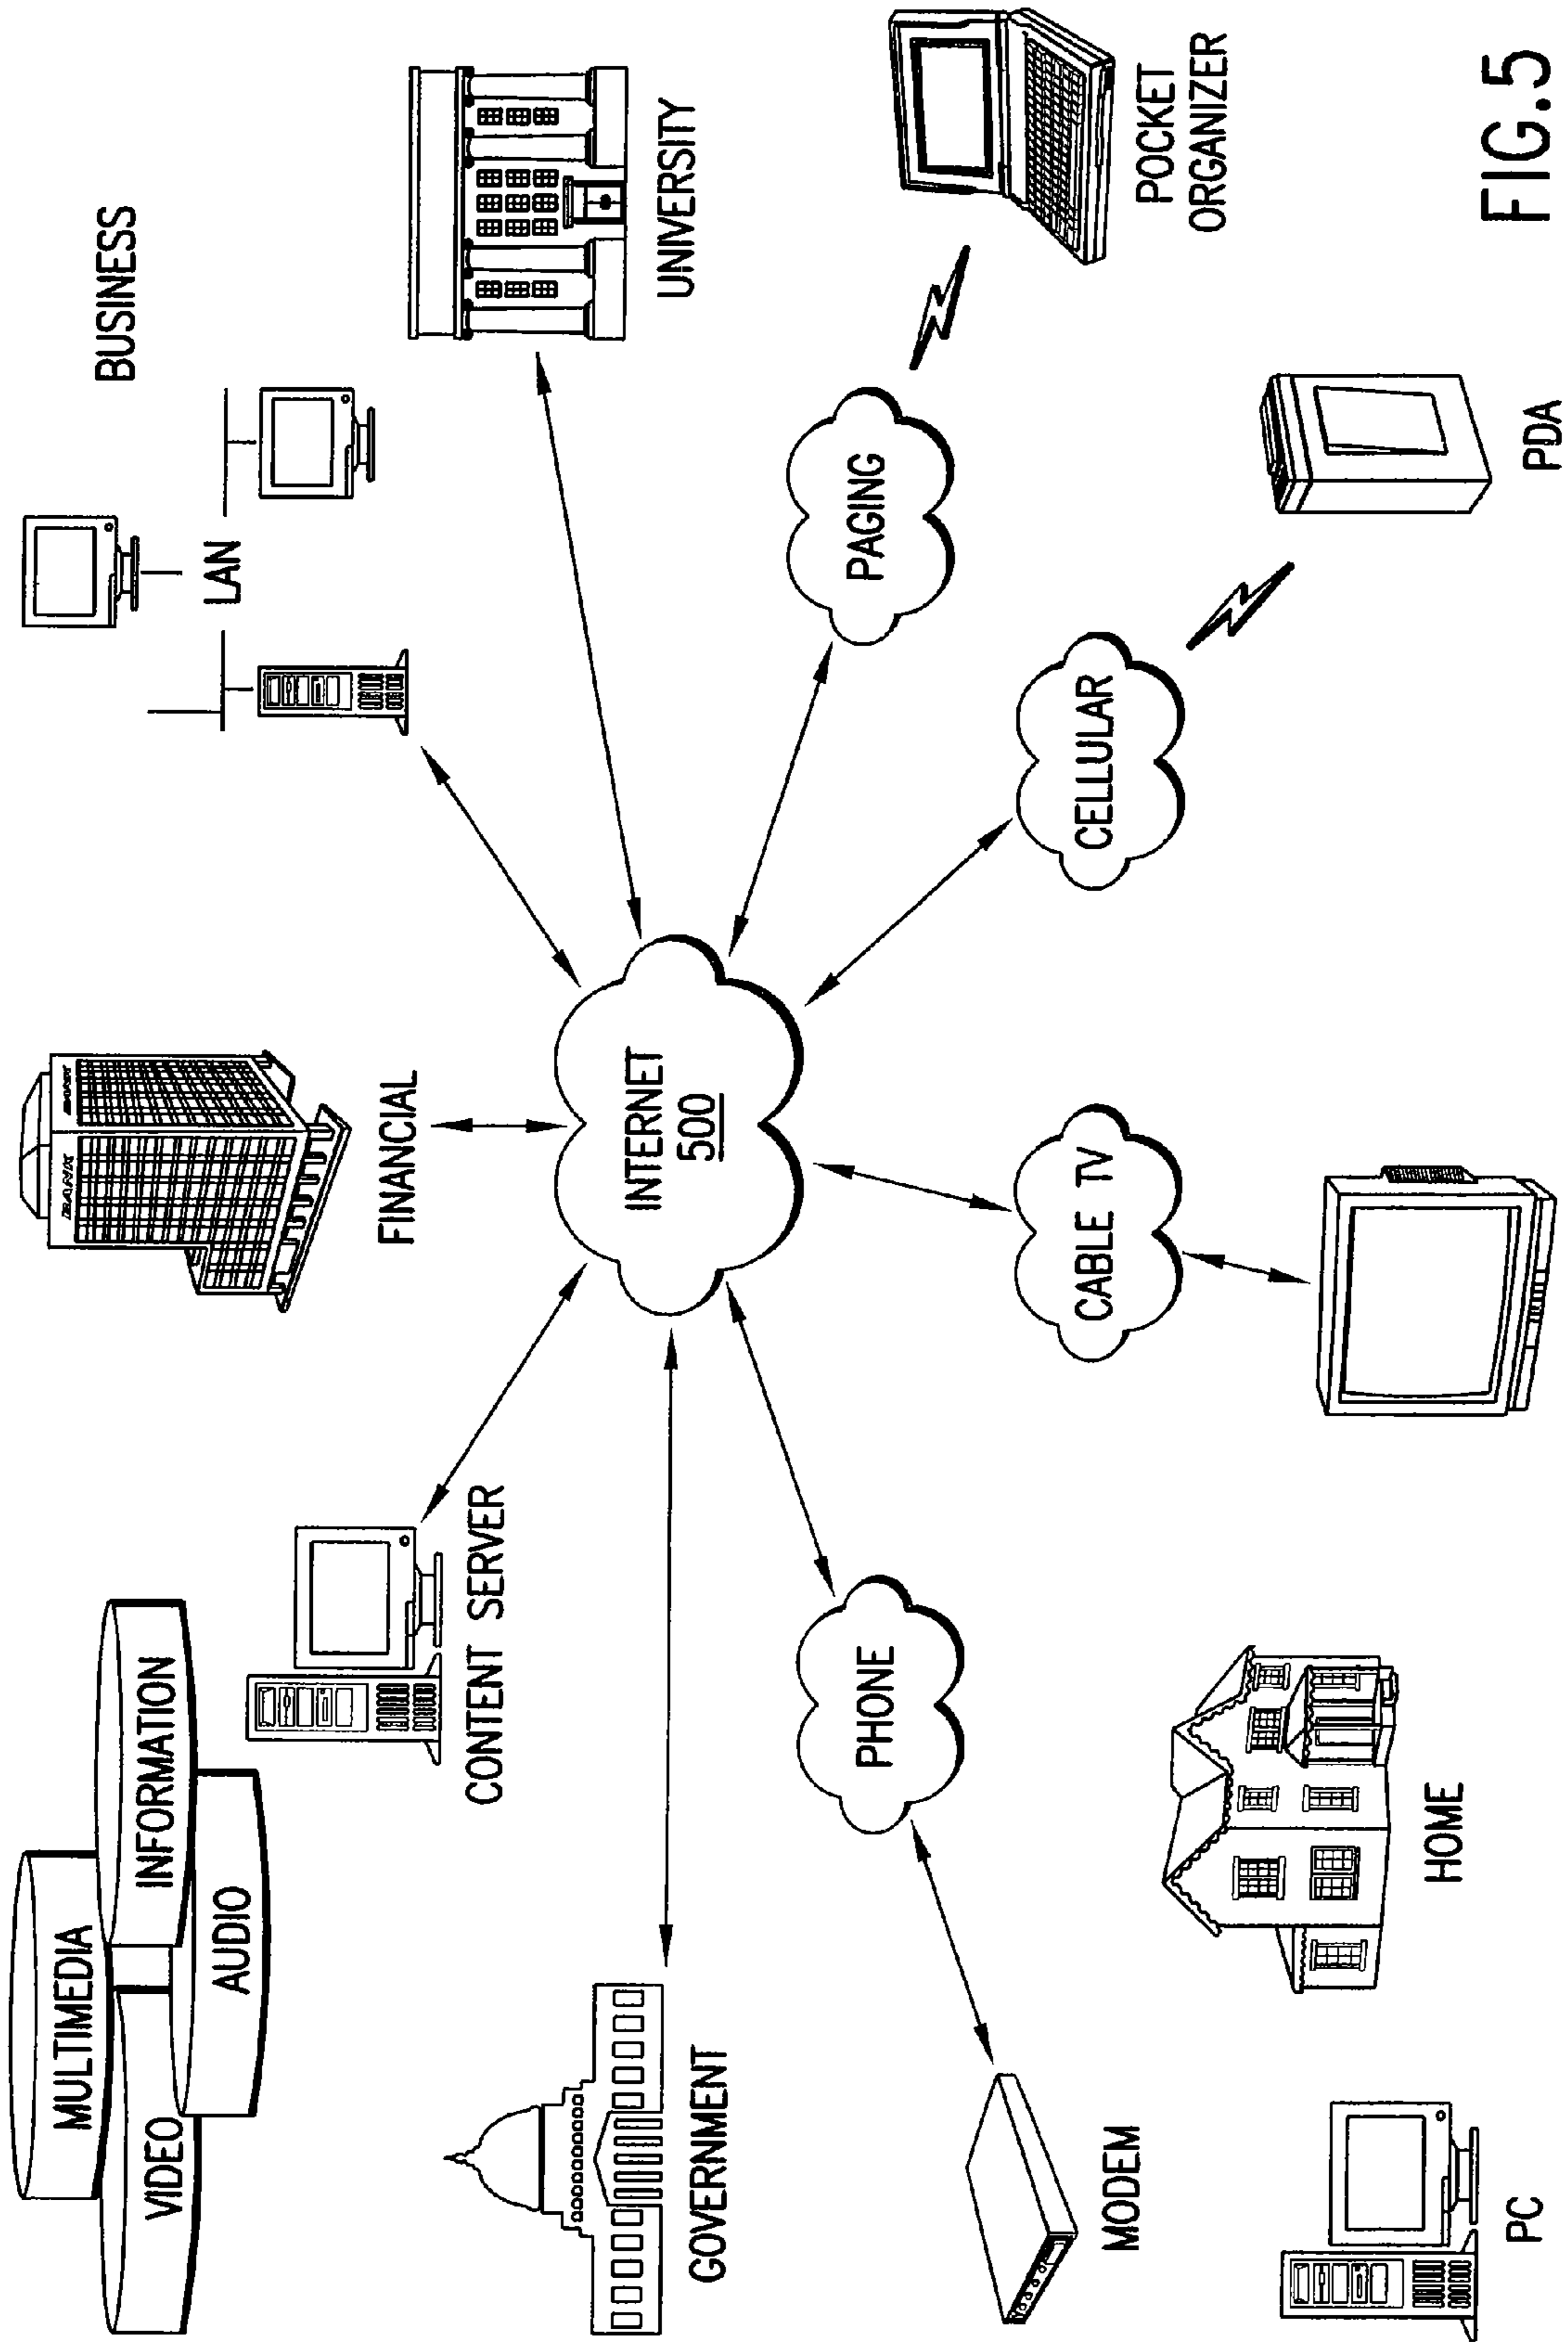 MULTIMEDIA
INFORMATION
VIDEO
AUDIO
CONTENT SERVER
BANK
FINANCIAL
BUSINESS
LAN
UNIVERSITY
GOVERNMENT
INTERNET
500
PHONE
CABLE TV
CELLULAR
PAGING
POCKET
ORGANIZER
MODEM
HOME
PC
PDA
FIG.5